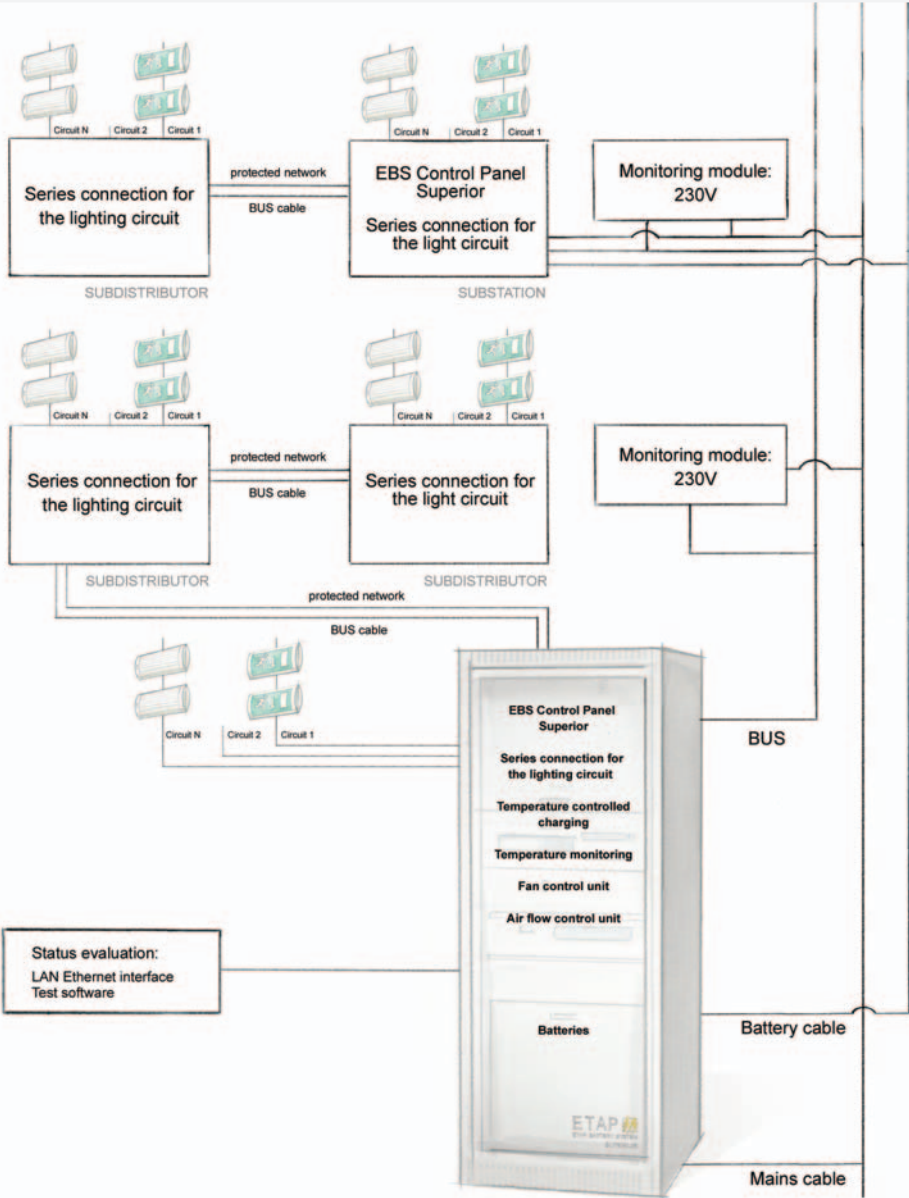 Circuit N
Circuit 2
Circuit 1
Series connection for
the lighting circuit
SUBDISTRIBUTOR
protected network
BUS cable
Circuit N
Circuit 2
Circuit 1
EBS Control Panel
Superior
Series connection for
the light circuit
SUBSTATION
Monitoring module:
230V
Circuit N
Circuit 2
Circuit 1
Series connection for
the lighting circuit
SUBDISTRIBUTOR
protected network
BUS cable
Circuit N
Circuit 2
Circuit 1
Series connection for
the light circuit
SUBDISTRIBUTOR
Monitoring module:
230V
protected network
BUS cable
Circuit N
Circuit 2
Circuit 1
EBS Control Panel
Superior
Series connection for
the lighting circuit
Temperature controlled
charging
Temperature monitoring
Fan control unit
Air flow control unit
Batteries
ETAP
BUS
Status evaluation:
LAN Ethernet interface
Test software
Battery cable
Mains cable